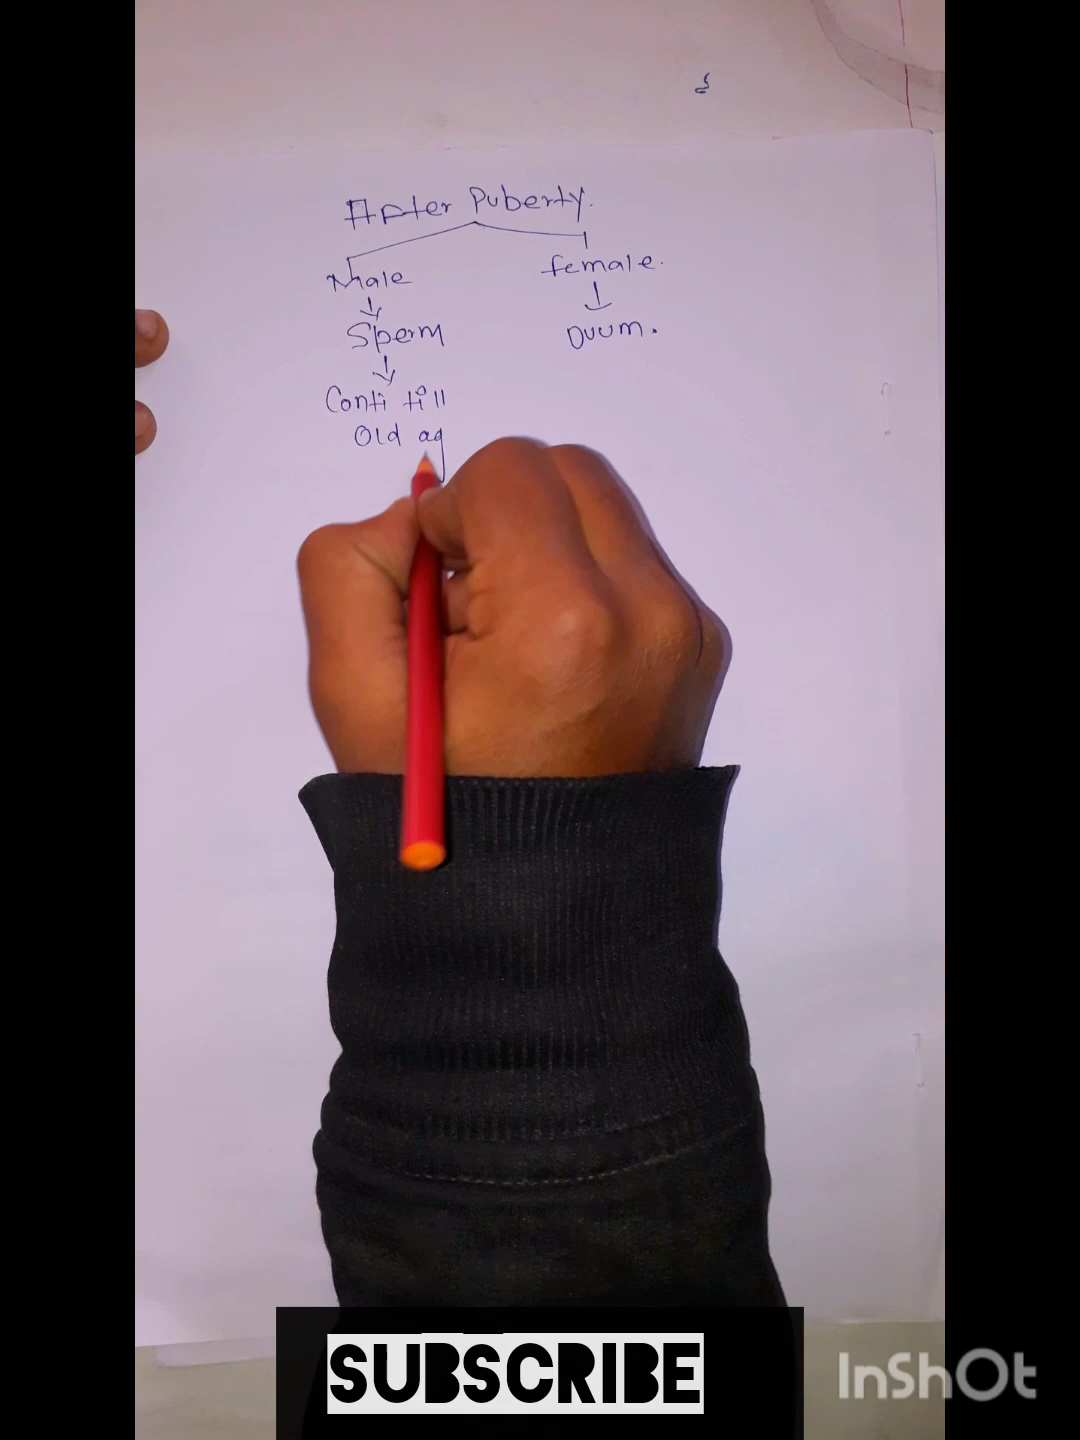 After Puberty.
Male
female.
Sperm
Ovum.
Conti till
Old ag
SUBSCRIBE
InShOt